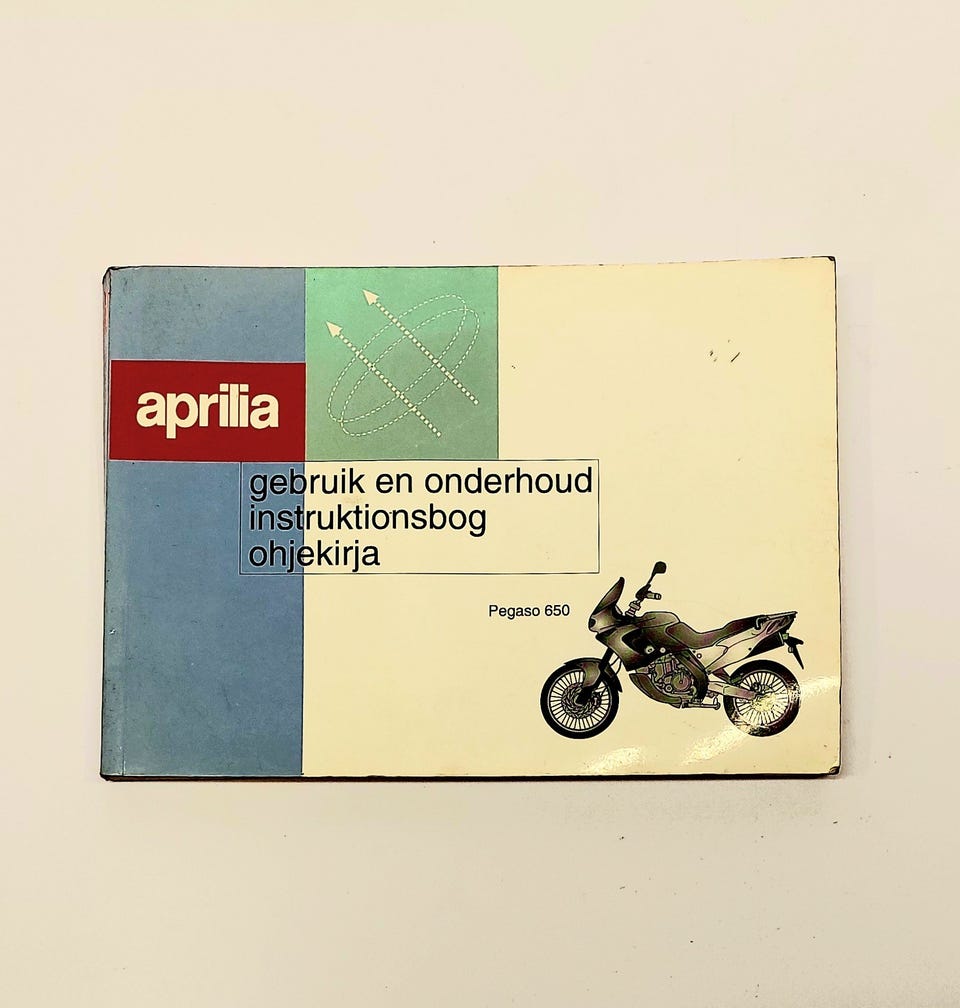 aprilia
gebruik en onderhoud
instruktionsbog
ohjekirja
Pegaso 650